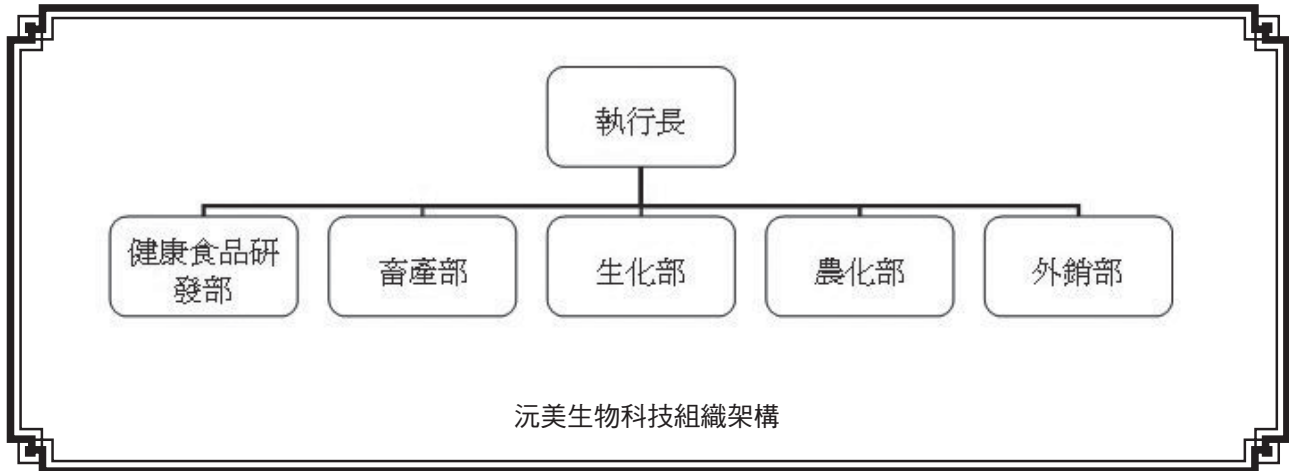 執行長
健康食品研
發部
畜產部
生化部
農化部
外銷部
沅美生物科技組織架構